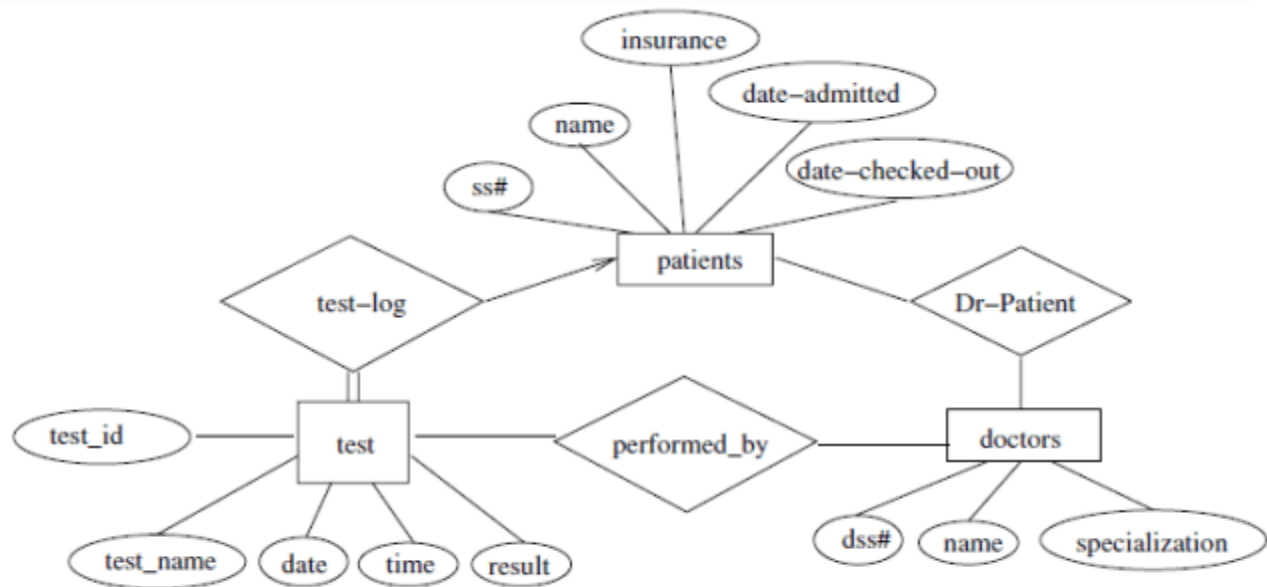 insurance
date−admitted
name
date−checked−out
ss#
patients
test−log
Dr−Patient
test_id
test
performed_by
doctors
test_name
date
time
result
dss#
name
specialization